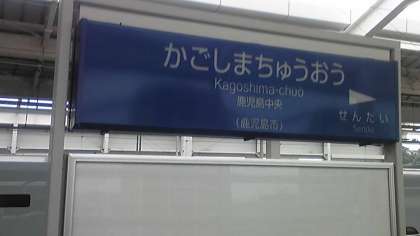 かごしまちゅうおう
Kagoshima-chūō
鹿児島中央
(鹿児島市)
せんだい
Sendai